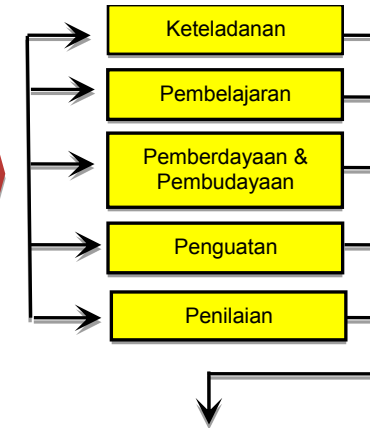 Keteladanan
Pembelajaran
Pemberdayaan &
Pembudayaan
Penguatan
Penilaian